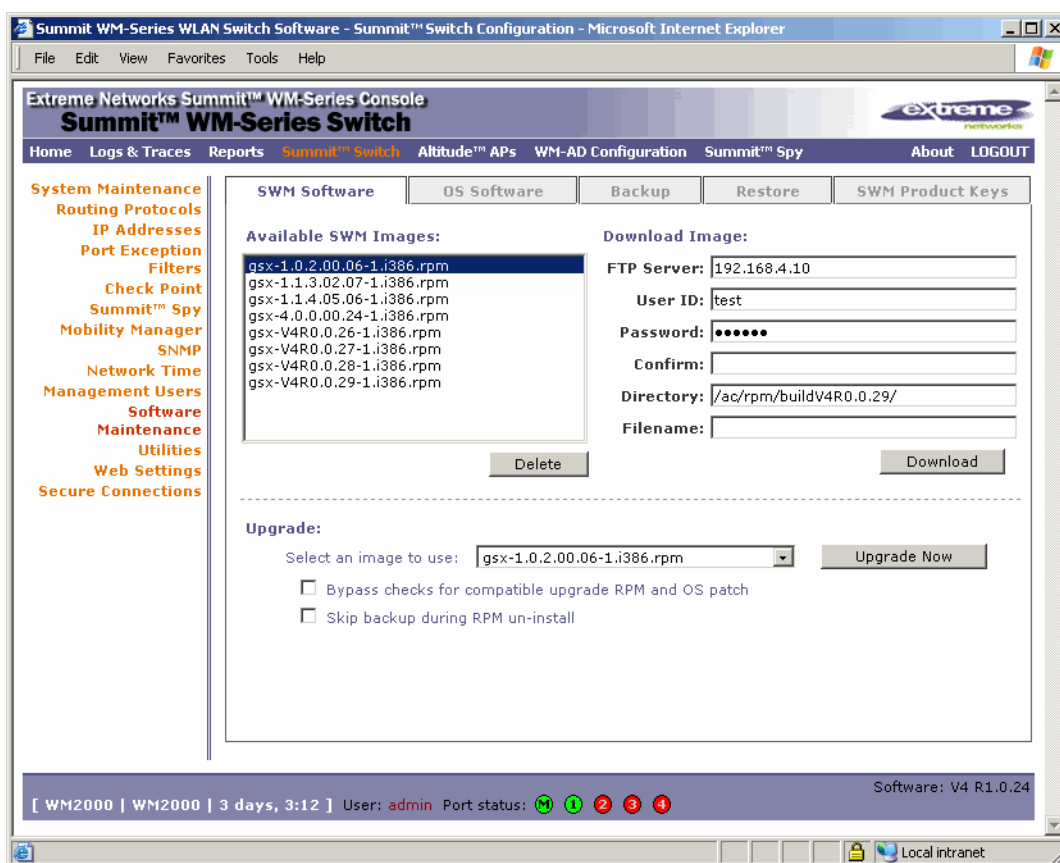 Summit WM-Series WLAN Switch Software - Summit™ Switch Configuration - Microsoft Internet Explorer
File Edit View Favorites Tools Help
Extreme Networks Summit™ WM-Series Console
Summit™ WM-Series Switch
extreme
networks
Home Logs & Traces Reports Summit™ Switch Altitude™ APs WM-AD Configuration Summit™ Spy About LOGOUT
System Maintenance
Routing Protocols
IP Addresses
Port Exception
Filters
Check Point
Summit™ Spy
Mobility Manager
SNMP
Network Time
Management Users
Software
Maintenance
Utilities
Web Settings
Secure Connections
SWM Software OS Software Backup Restore SWM Product Keys
Available SWM Images:
gsx-1.0.2.00.06-1.i386.rpm
gsx-1.1.3.02.07-1.i386.rpm
gsx-1.1.4.05.06-1.i386.rpm
gsx-4.0.0.00.24-1.i386.rpm
gsx-V4R0.0.26-1.i386.rpm
gsx-V4R0.0.27-1.i386.rpm
gsx-V4R0.0.28-1.i386.rpm
gsx-V4R0.0.29-1.i386.rpm
Delete
Download Image:
FTP Server: 192.168.4.10
User ID: test
Password: ●●●●●●
Confirm:
Directory: /ac/rpm/buildV4R0.0.29/
Filename:
Download
Upgrade:
Select an image to use: gsx-1.0.2.00.06-1.i386.rpm Upgrade Now
Bypass checks for compatible upgrade RPM and OS patch
Skip backup during RPM un-install
Software: V4 R1.0.24
[ WM2000 | WM2000 | 3 days, 3:12 ] User: admin Port status: M 1 2 3 4
Local intranet